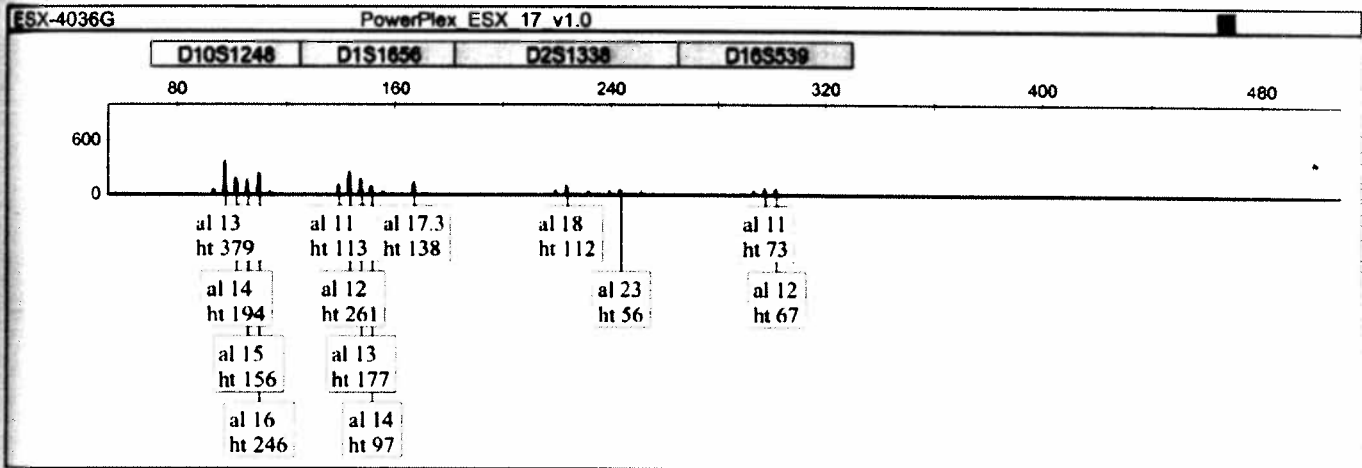 ESX-4036G PowerPlex_ESX_17_v1.0
D10S1248 D1S1656 D2S1338 D16S539
80 160 240 320 400 480
600
0
al 13 al 11 al 17.3 al 18 al 11
ht 379 ht 113 ht 138 ht 112 ht 73
al 14 al 12 al 23 al 12
ht 194 ht 261 ht 56 ht 67
al 15 al 13
ht 156 ht 177
al 16 al 14
ht 246 ht 97